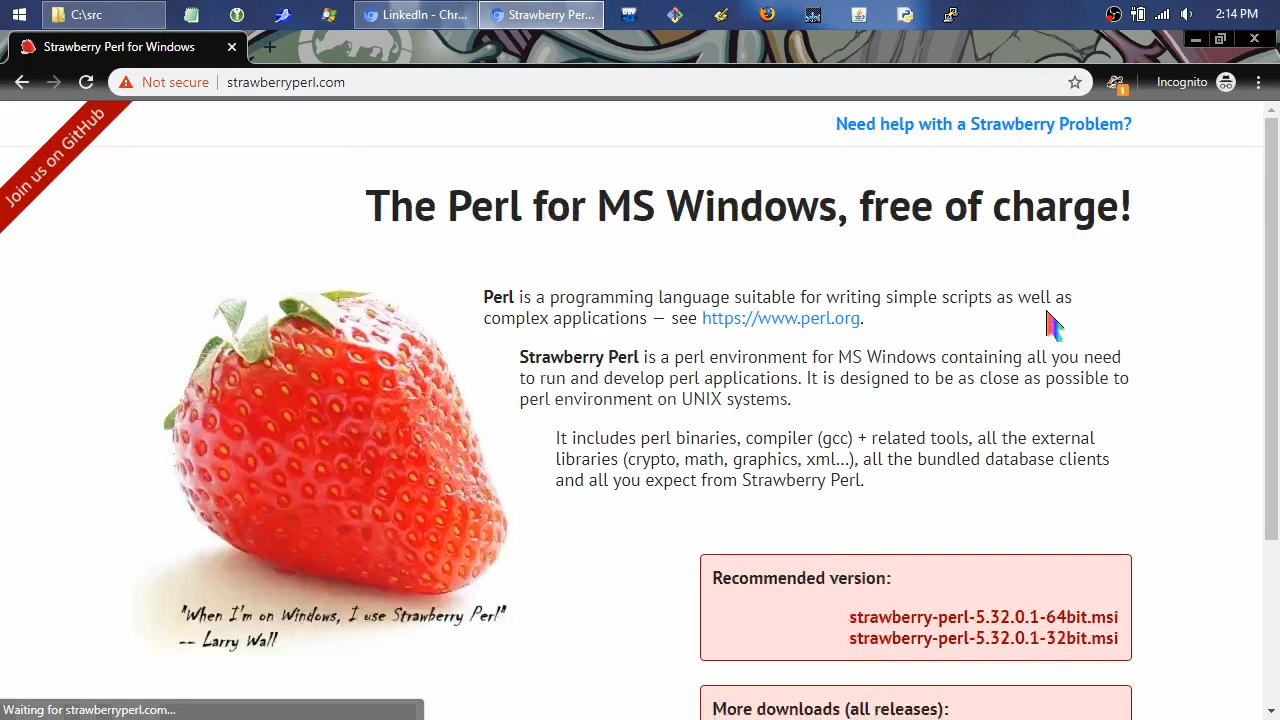 C:\src
LinkedIn - Chr...
Strawberry Per...
2:14 PM
Strawberry Perl for Windows
Not secure
strawberryperl.com
1
Incognito
Join us on GitHub
Need help with a Strawberry Problem?
The Perl for MS Windows, free of charge!
Perl is a programming language suitable for writing simple scripts as well as
complex applications — see https://www.perl.org.
Strawberry Perl is a perl environment for MS Windows containing all you need
to run and develop perl applications. It is designed to be as close as possible to
perl environment on UNIX systems.
It includes perl binaries, compiler (gcc) + related tools, all the external
libraries (crypto, math, graphics, xml...), all the bundled database clients
and all you expect from Strawberry Perl.
"When I'm on Windows, I use Strawberry Perl"
-- Larry Wall
Recommended version:
strawberry-perl-5.32.0.1-64bit.msi
strawberry-perl-5.32.0.1-32bit.msi
More downloads (all releases):
Waiting for strawberryperl.com...